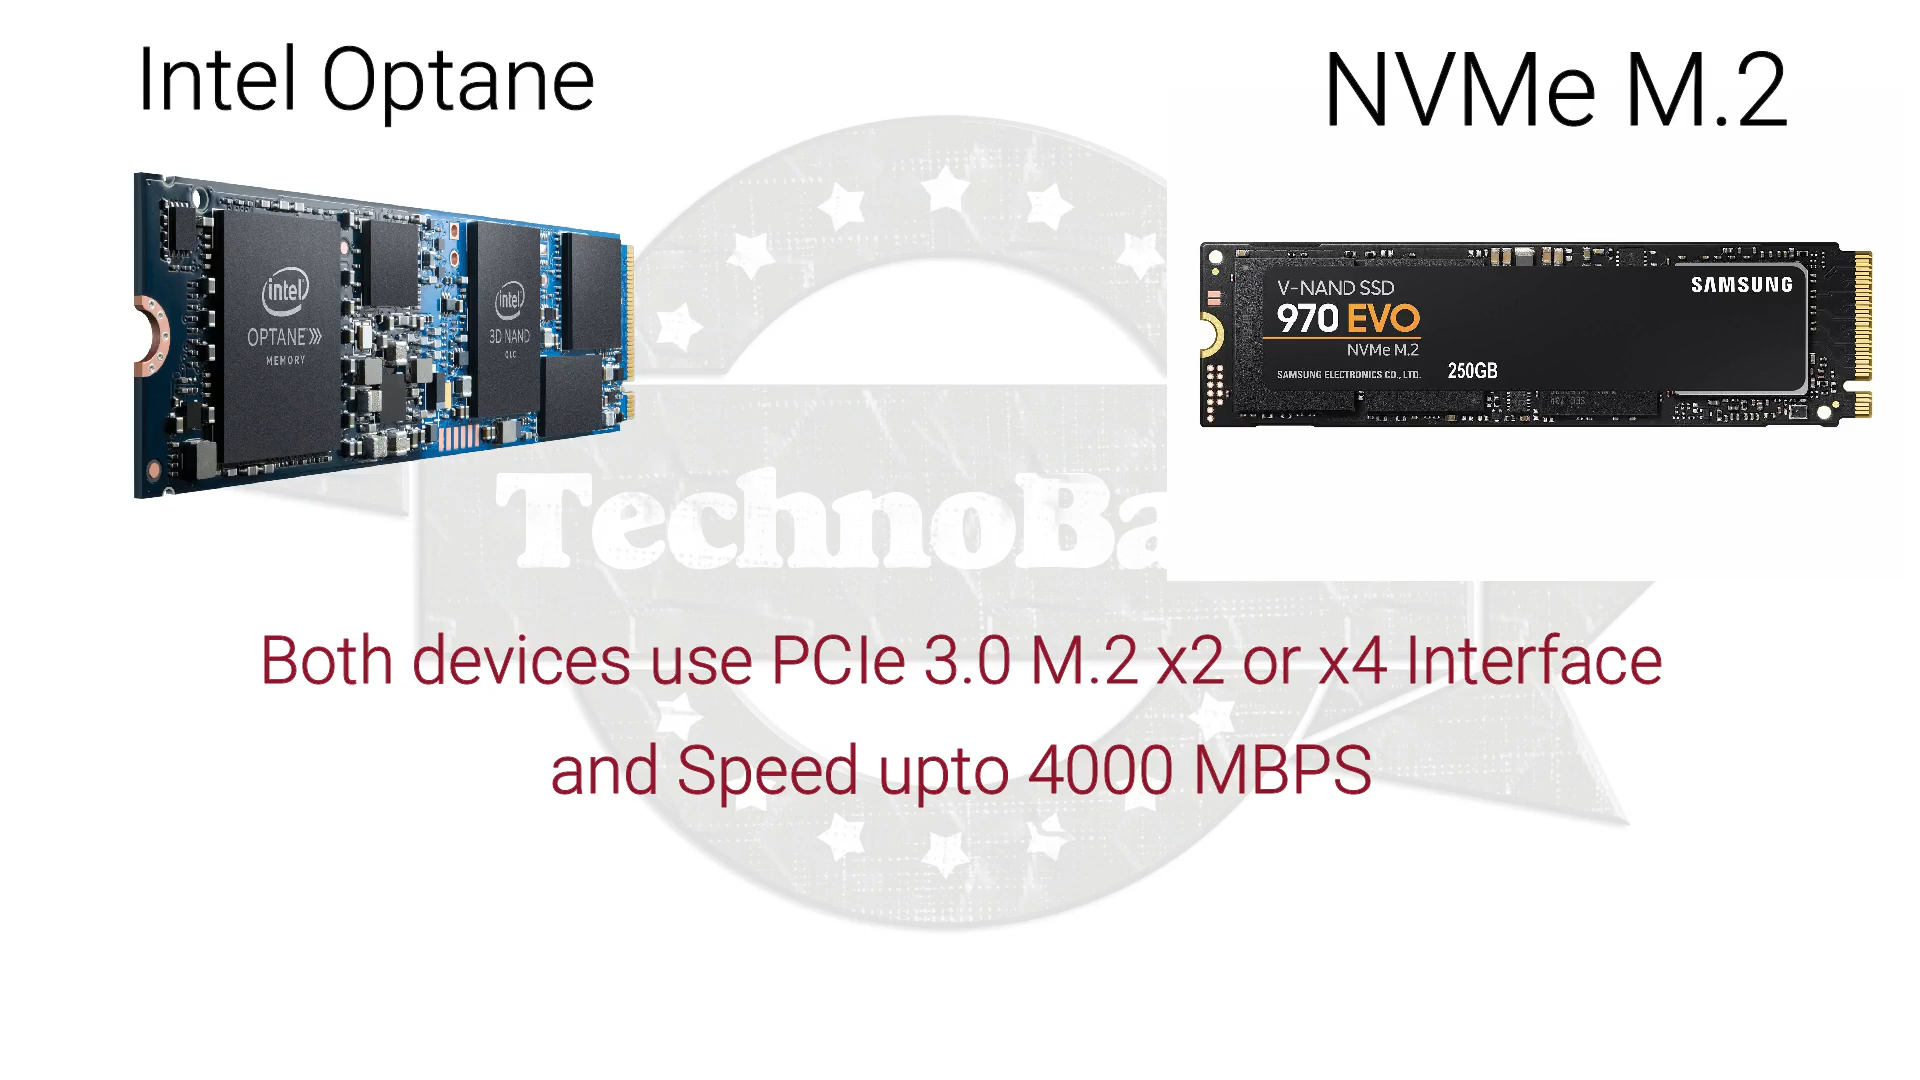 Intel Optane
NVMe M.2
intel
OPTANE
MEMORY
intel
3D NAND
QLC
V-NAND SSD
SAMSUNG
970 EVO
NVMe M.2
SAMSUNG ELECTRONICS CO., LTD.
250GB
TechnoBa
Both devices use PCIe 3.0 M.2 x2 or x4 Interface
and Speed upto 4000 MBPS